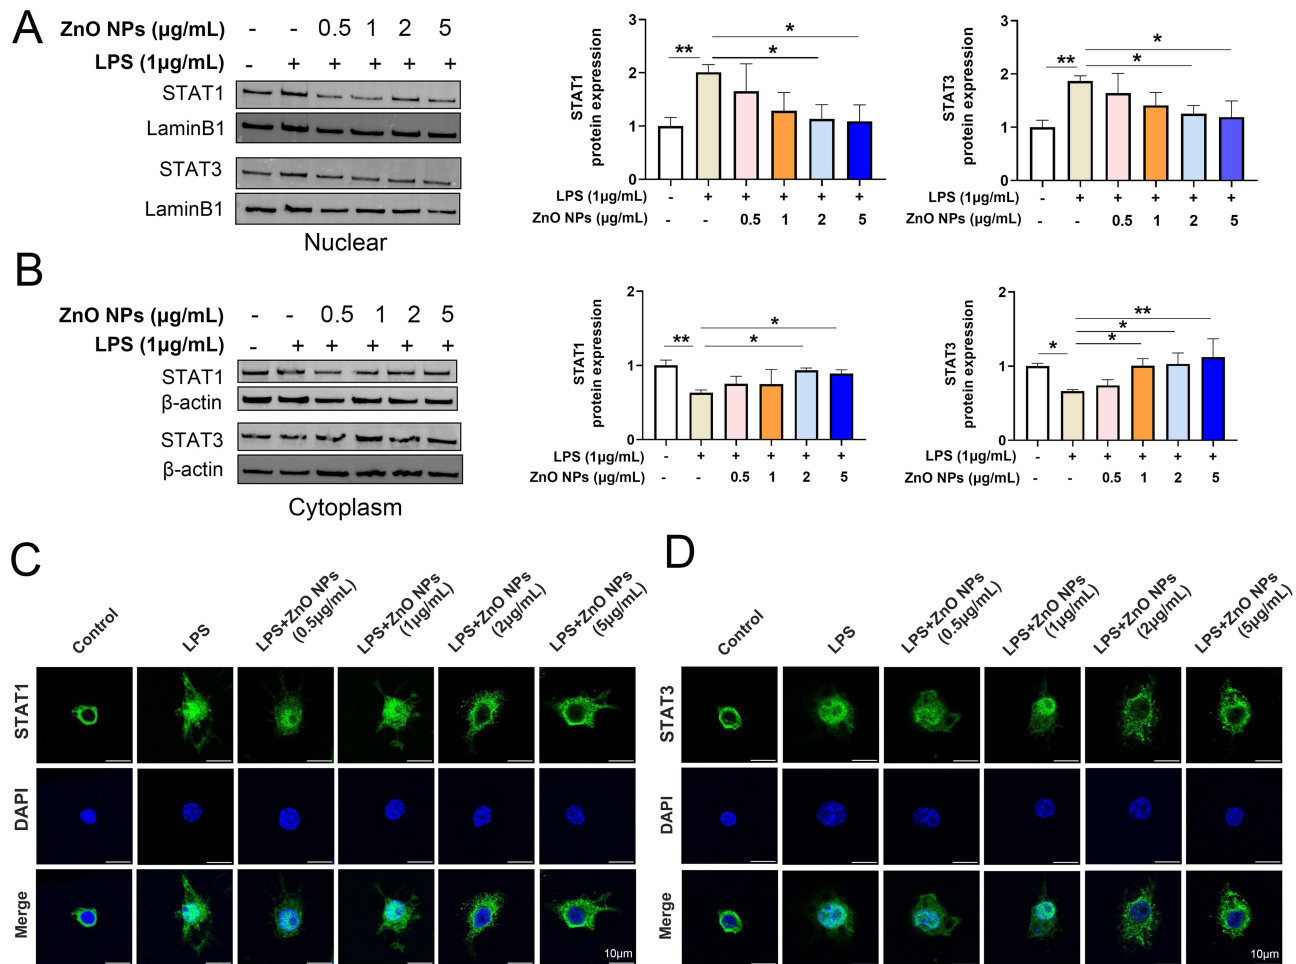 A
ZnO NPs (μg/mL) - - 0.5 1 2 5
LPS (1μg/mL) - + + + + +
STAT1
LaminB1
STAT3
LaminB1
Nuclear
STAT1
protein expression
3
2
1
0
** * *
LPS (1μg/mL) - + + + + +
ZnO NPs (μg/mL) - - 0.5 1 2 5
STAT3
protein expression
3
2
1
0
** * *
LPS (1μg/mL) - + + + + +
ZnO NPs (μg/mL) - - 0.5 1 2 5
B
ZnO NPs (μg/mL) - - 0.5 1 2 5
LPS (1μg/mL) - + + + + +
STAT1
β-actin
STAT3
β-actin
Cytoplasm
STAT1
protein expression
2
1
0
** * *
LPS (1μg/mL) - + + + + +
ZnO NPs (μg/mL) - - 0.5 1 2 5
STAT3
protein expression
2
1
0
* * * **
LPS (1μg/mL) - + + + + +
ZnO NPs (μg/mL) - - 0.5 1 2 5
C
Control
LPS
LPS+ZnO NPs
(0.5μg/mL)
LPS+ZnO NPs
(1μg/mL)
LPS+ZnO NPs
(2μg/mL)
LPS+ZnO NPs
(5μg/mL)
STAT1
DAPI
Merge
10μm
D
Control
LPS
LPS+ZnO NPs
(0.5μg/mL)
LPS+ZnO NPs
(1μg/mL)
LPS+ZnO NPs
(2μg/mL)
LPS+ZnO NPs
(5μg/mL)
STAT3
DAPI
Merge
10μm